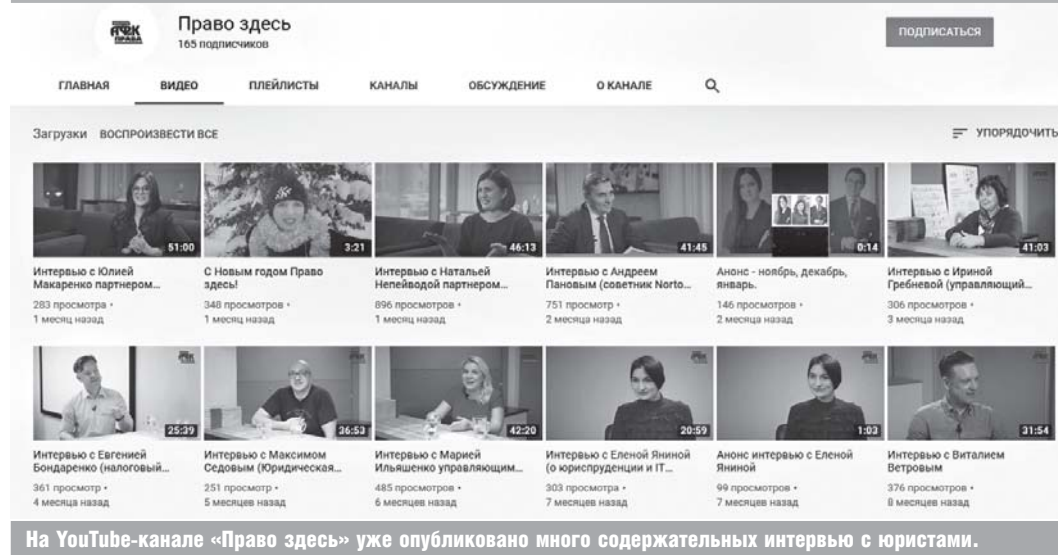 АФК
ПРАВА
Право здесь
165 подписчиков
ПОДПИСАТЬСЯ
ГЛАВНАЯ ВИДЕО ПЛЕЙЛИСТЫ КАНАЛЫ ОБСУЖДЕНИЕ О КАНАЛЕ
Загрузки ВОСПРОИЗВЕСТИ ВСЕ УПОРЯДОЧИТЬ
51:00 3:21 46:13 41:45 0:14 41:03
Интервью с Юлией
Макаренко партнером...
283 просмотра •
1 месяц назад
С Новым годом Право
здесь!
348 просмотров •
1 месяц назад
Интервью с Натальей
Непейводой партнером...
896 просмотров •
1 месяц назад
Интервью с Андреем
Пановым (советник Norto...
751 просмотр •
2 месяца назад
Анонс - ноябрь, декабрь,
январь.
146 просмотров •
2 месяца назад
Интервью с Ириной
Гребневой (управляющий...
306 просмотров •
3 месяца назад
25:39 36:53 42:20 20:59 1:03 31:54
Интервью с Евгенией
Бондаренко (налоговый...
361 просмотр •
4 месяца назад
Интервью с Максимом
Седовым (Юридическая...
251 просмотр •
5 месяцев назад
Интервью с Марией
Ильяшенко управляющим...
485 просмотров •
6 месяцев назад
Интервью с Еленой Яниной
(о юриспруденции и IT...
303 просмотра •
7 месяцев назад
Анонс интервью с Еленой
Яниной
99 просмотров •
7 месяцев назад
Интервью с Виталием
Ветровым
376 просмотров •
8 месяцев назад
На YouTube-канале «Право здесь» уже опубликовано много содержательных интервью с юристами.